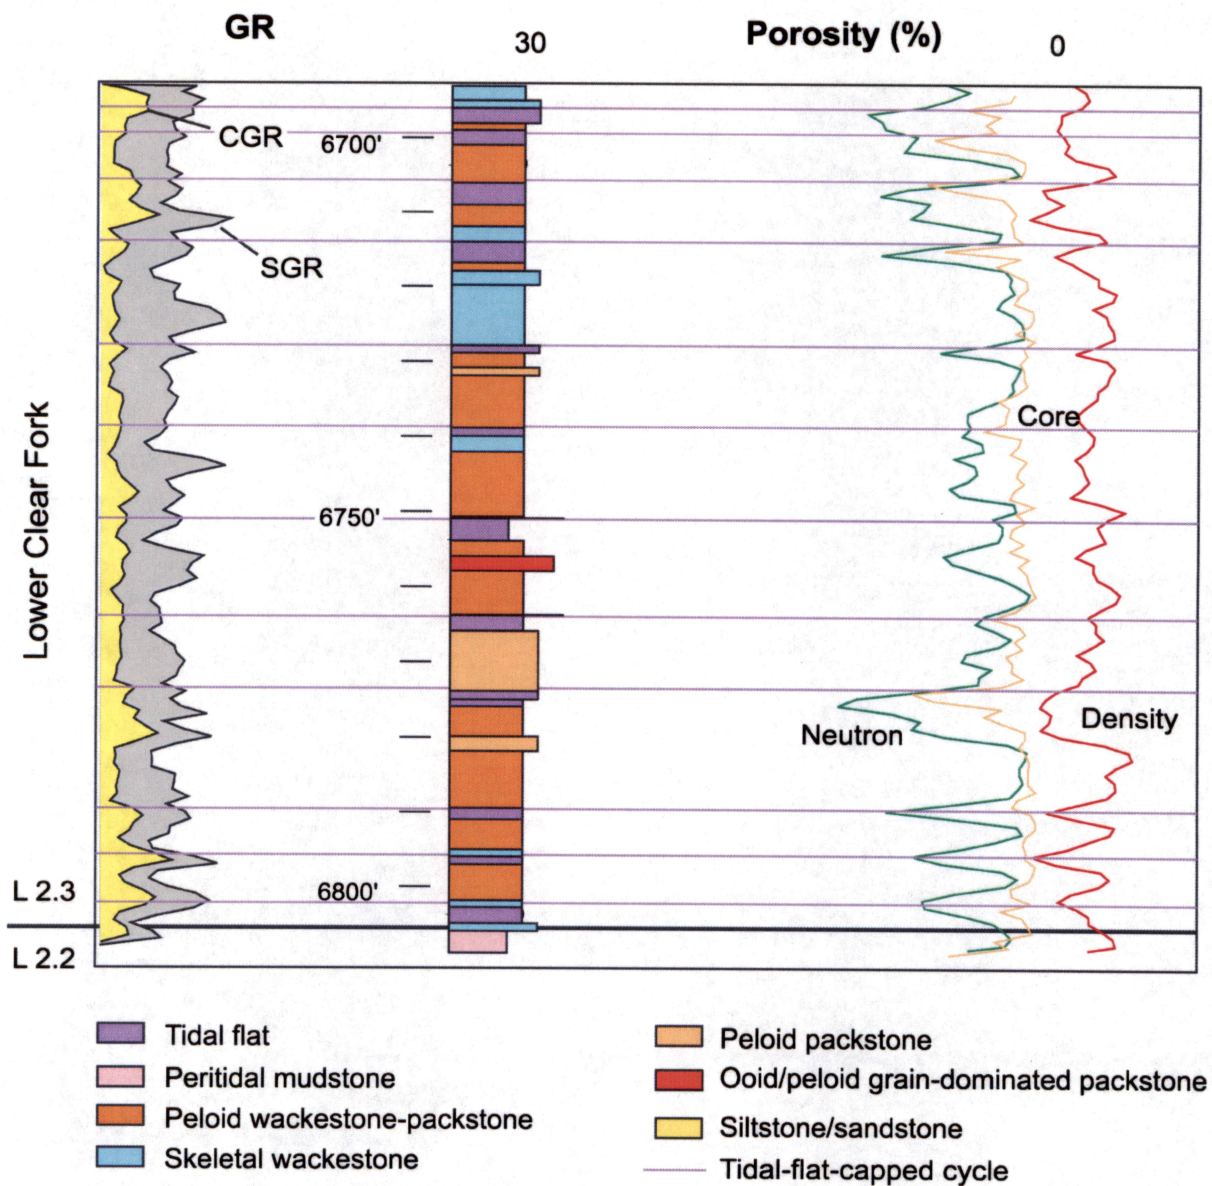 GR
30
Porosity (%)
0
CGR
6700'
SGR
Core
Lower Clear Fork
6750'
Density
Neutron
L 2.3
6800'
L 2.2
Tidal flat
Peritidal mudstone
Peloid wackestone-packstone
Skeletal wackestone
Peloid packstone
Ooid/peloid grain-dominated packstone
Siltstone/sandstone
Tidal-flat-capped cycle